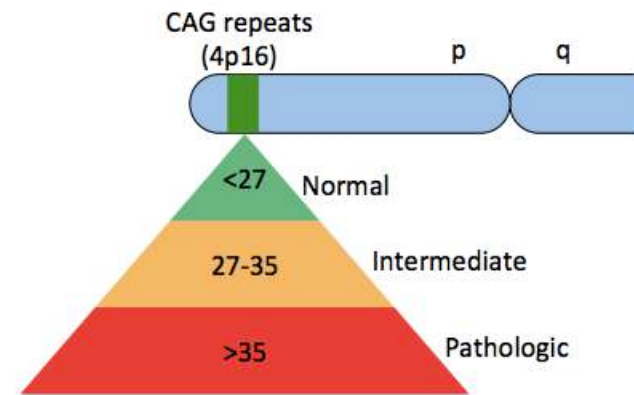 CAG repeats
(4p16)
p
q
<27
Normal
27-35
Intermediate
>35
Pathologic